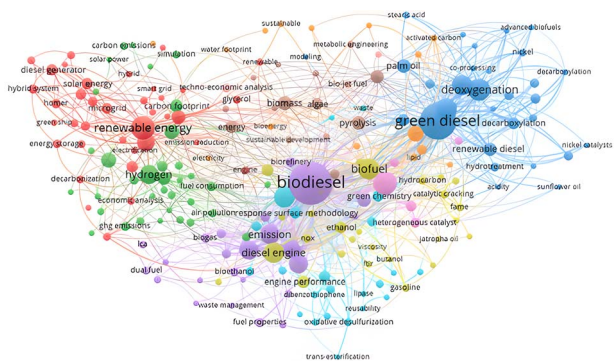 stearic acid
sustainable
advanced biofuels
activated carbon
carbon emissions
metabolic engineering
water footprint
simulation
nickel
solar power
renewable
modeling
palm oil
co-processing
diesel generator
hybrid
bio-jet fuel
decarbonylation
solar energy
smart grid
techno-economic analysis
hybrid system
deoxygenation
homer
microgrid
carbon footprint
glycerol
biomass
algae
waste
green ship
renewable energy
energy
bioenergy
pyrolysis
green diesel
decarboxylation
energy storage
electrification
emission reduction
sustainable development
nickel catalysts
renewable diesel
electricity
biorefinery
lipid
decarbonization
hydrogen
engine
biofuel
hydrotreatment
fuel consumption
biodiesel
hydrocarbon
acidity
sunflower oil
economic analysis
green chemistry
catalytic cracking
fame
air pollution
response surface methodology
ghg emissions
ethanol
heterogeneous catalyst
biogas
emission
nox
jatropha oil
lca
diesel engine
viscosity
dual fuel
bioethanol
ftir
butanol
engine performance
gasoline
dibenzothiophene
lipase
waste management
reusability
fuel properties
oxidative desulfurization
trans-esterification